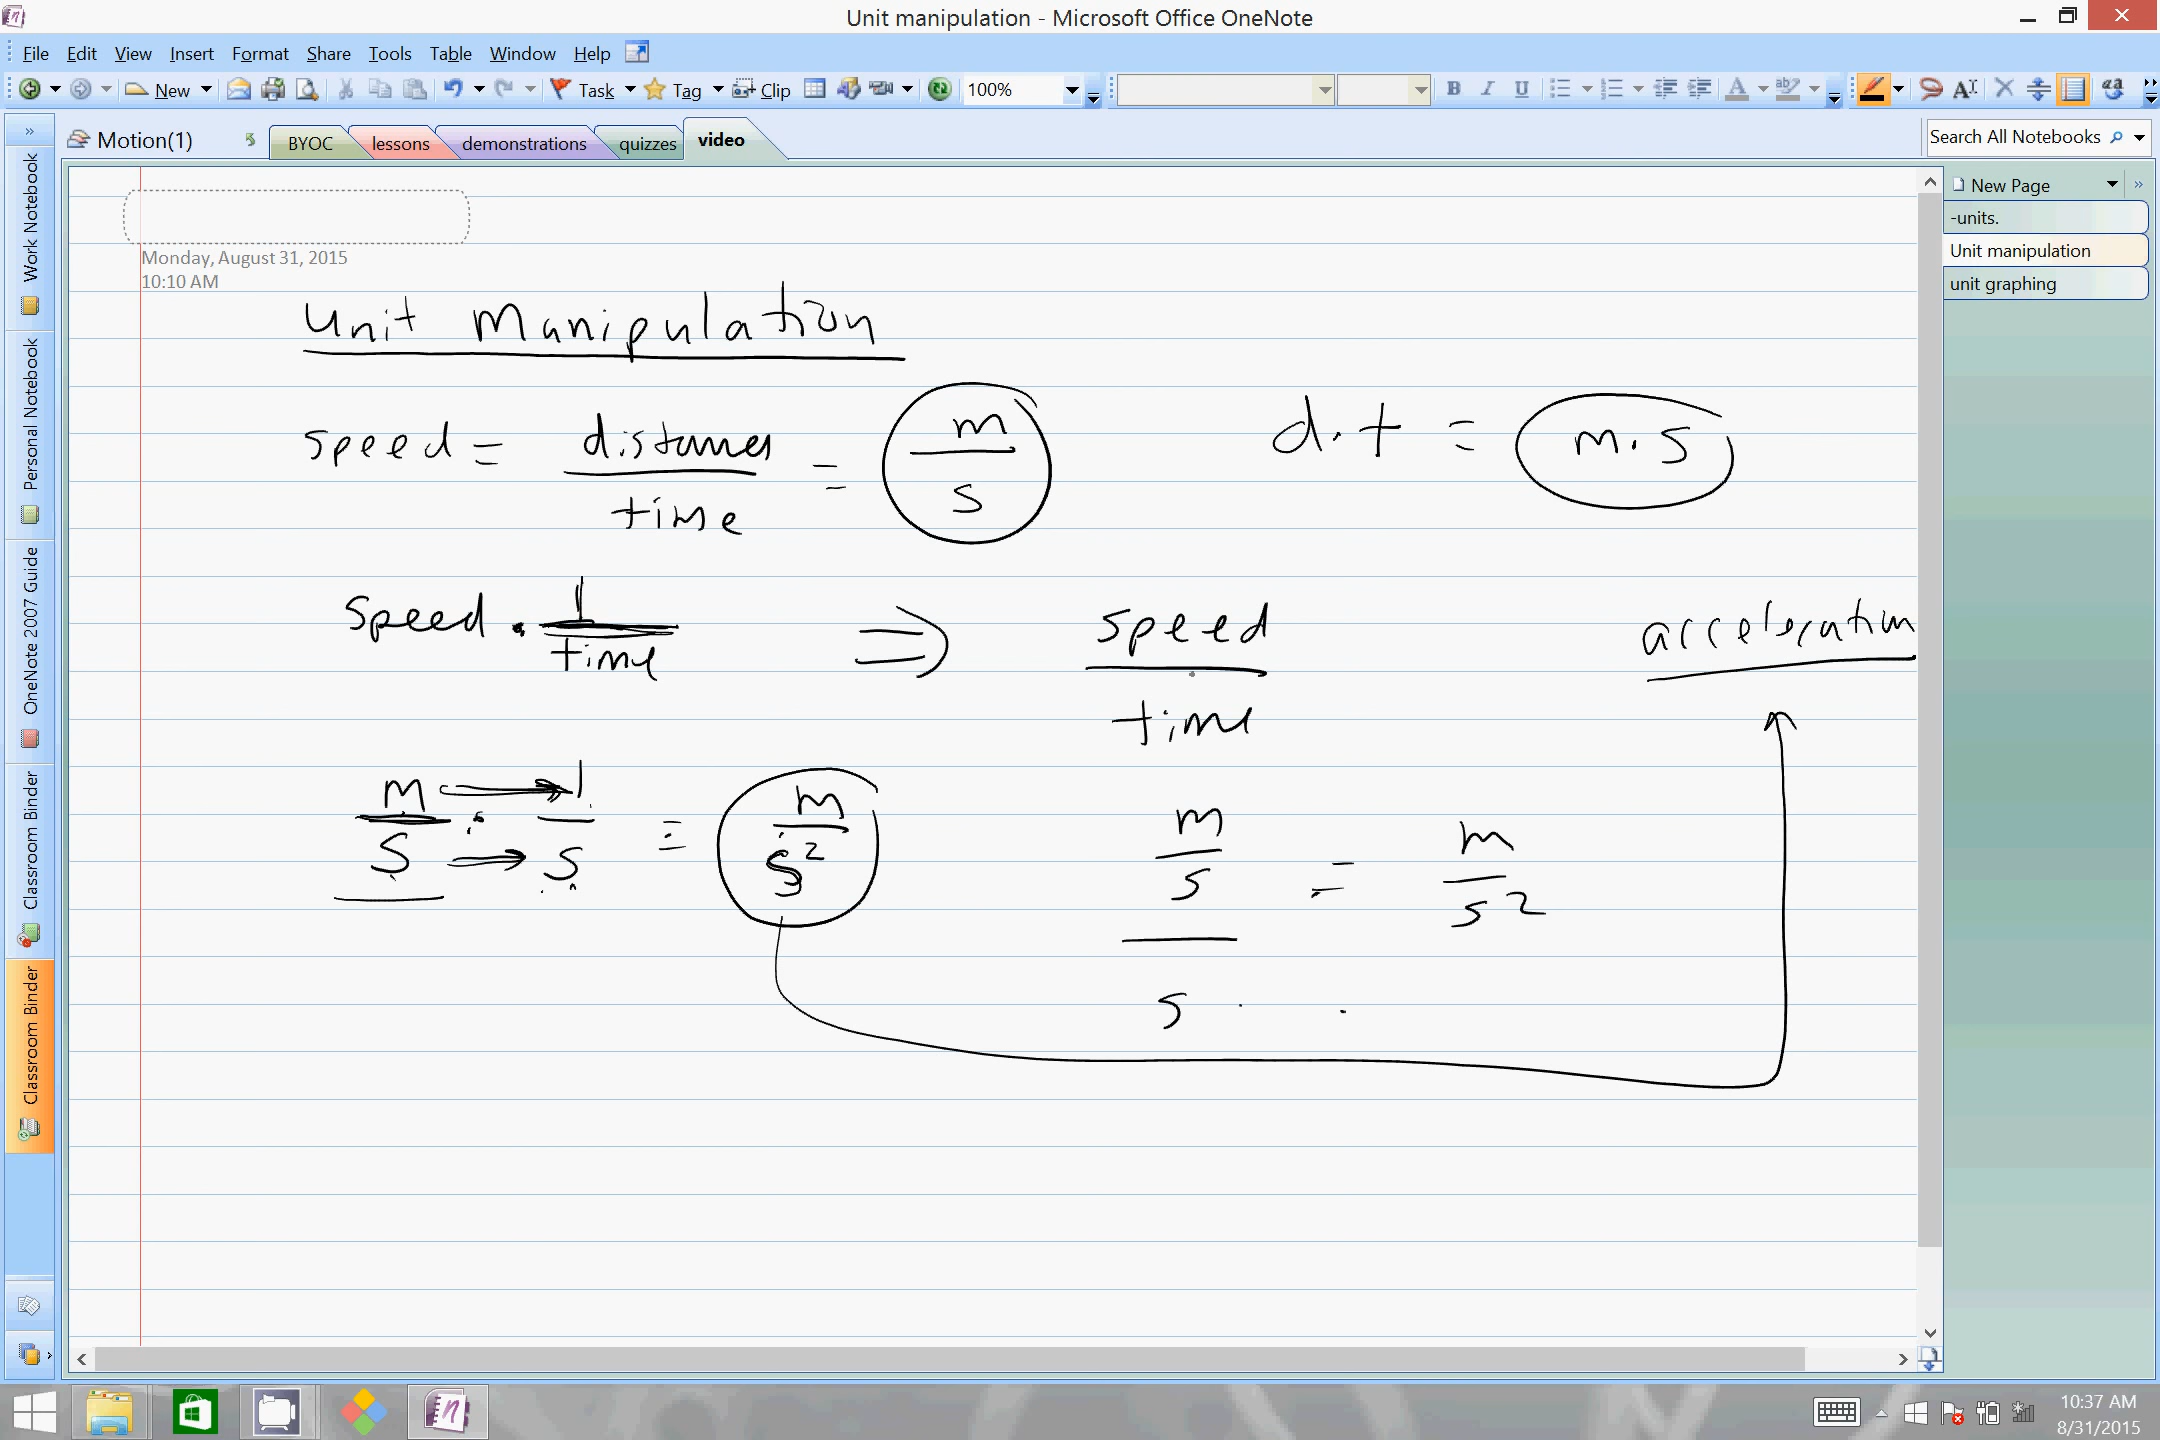 Unit manipulation - Microsoft Office OneNote
File Edit View Insert Format Share Tools Table Window Help
New Task Tag Clip 100% B I U A
Motion(1) BYOC lessons demonstrations quizzes video Search All Notebooks
New Page
-units.
Unit manipulation
unit graphing
Work Notebook
Personal Notebook
OneNote 2007 Guide
Classroom Binder
Classroom Binder
Monday, August 31, 2015
10:10 AM
Unit Manipulation
speed = distance/time = m/s
d.t = m.s
speed . 1/time ⇒ speed/time
acceleration
m/s . 1/s = m/s²
m/s / s = m/s²
10:37 AM
8/31/2015